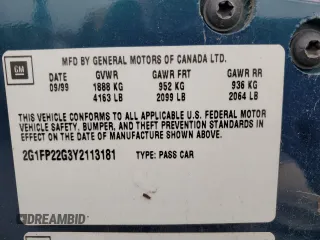 GM
MFD BY GENERAL MOTORS OF CANADA LTD.
DATE GVWR GAWR FRT GAWR RR
09/99 1888 KG 952 KG 936 KG
4163 LB 2099 LB 2064 LB
THIS VEHICLE CONFORMS TO ALL APPLICABLE U.S. FEDERAL MOTOR
VEHICLE SAFETY, BUMPER, AND THEFT PREVENTION STANDARDS
IN EFFECT ON THE DATE OF MANUFACTURE SHOWN ABOVE.
2G1FP22G3Y2113181 TYPE: PASS CAR
DREAMBID